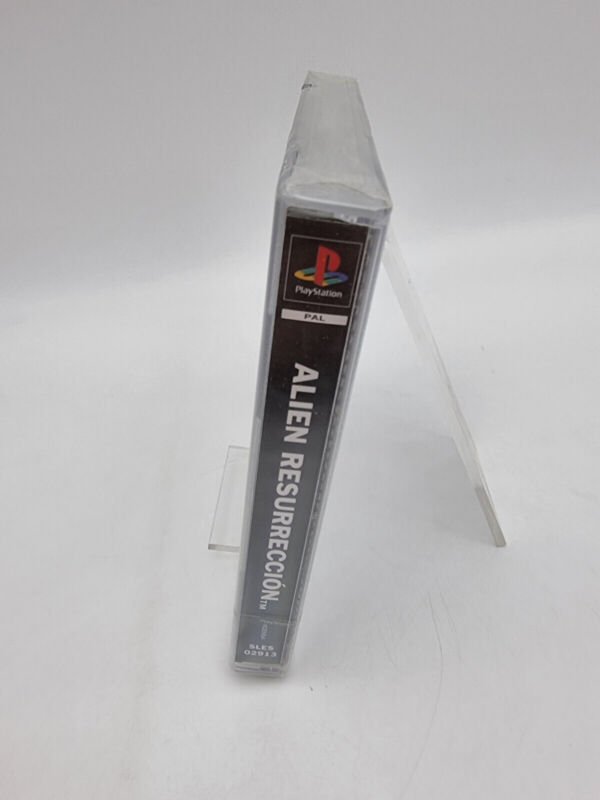 PlayStation
PAL
ALIEN RESURRECCIÓN™
SLES
02913